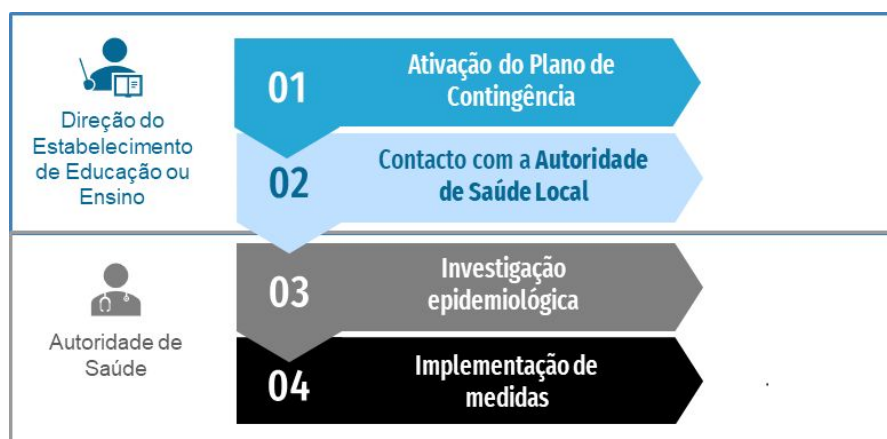 Direção do
Estabelecimento
de Educação ou
Ensino
01
Ativação do Plano de
Contingência
02
Contacto com a Autoridade
de Saúde Local
Autoridade de
Saúde
03
Investigação
epidemiológica
04
Implementação de
medidas
.